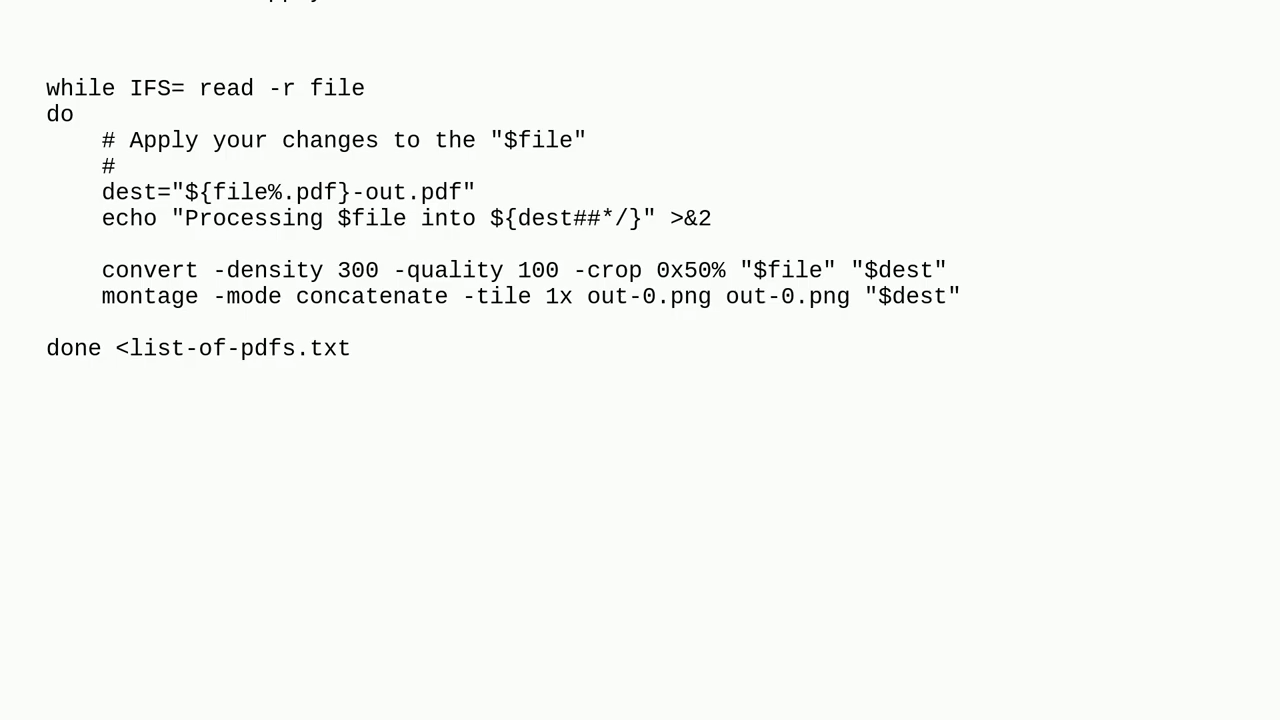 while IFS= read -r file
do
    # Apply your changes to the "$file"
    #
    dest="${file%.pdf}-out.pdf"
    echo "Processing $file into ${dest##*/}" >&2

    convert -density 300 -quality 100 -crop 0x50% "$file" "$dest"
    montage -mode concatenate -tile 1x out-0.png out-0.png "$dest"

done <list-of-pdfs.txt